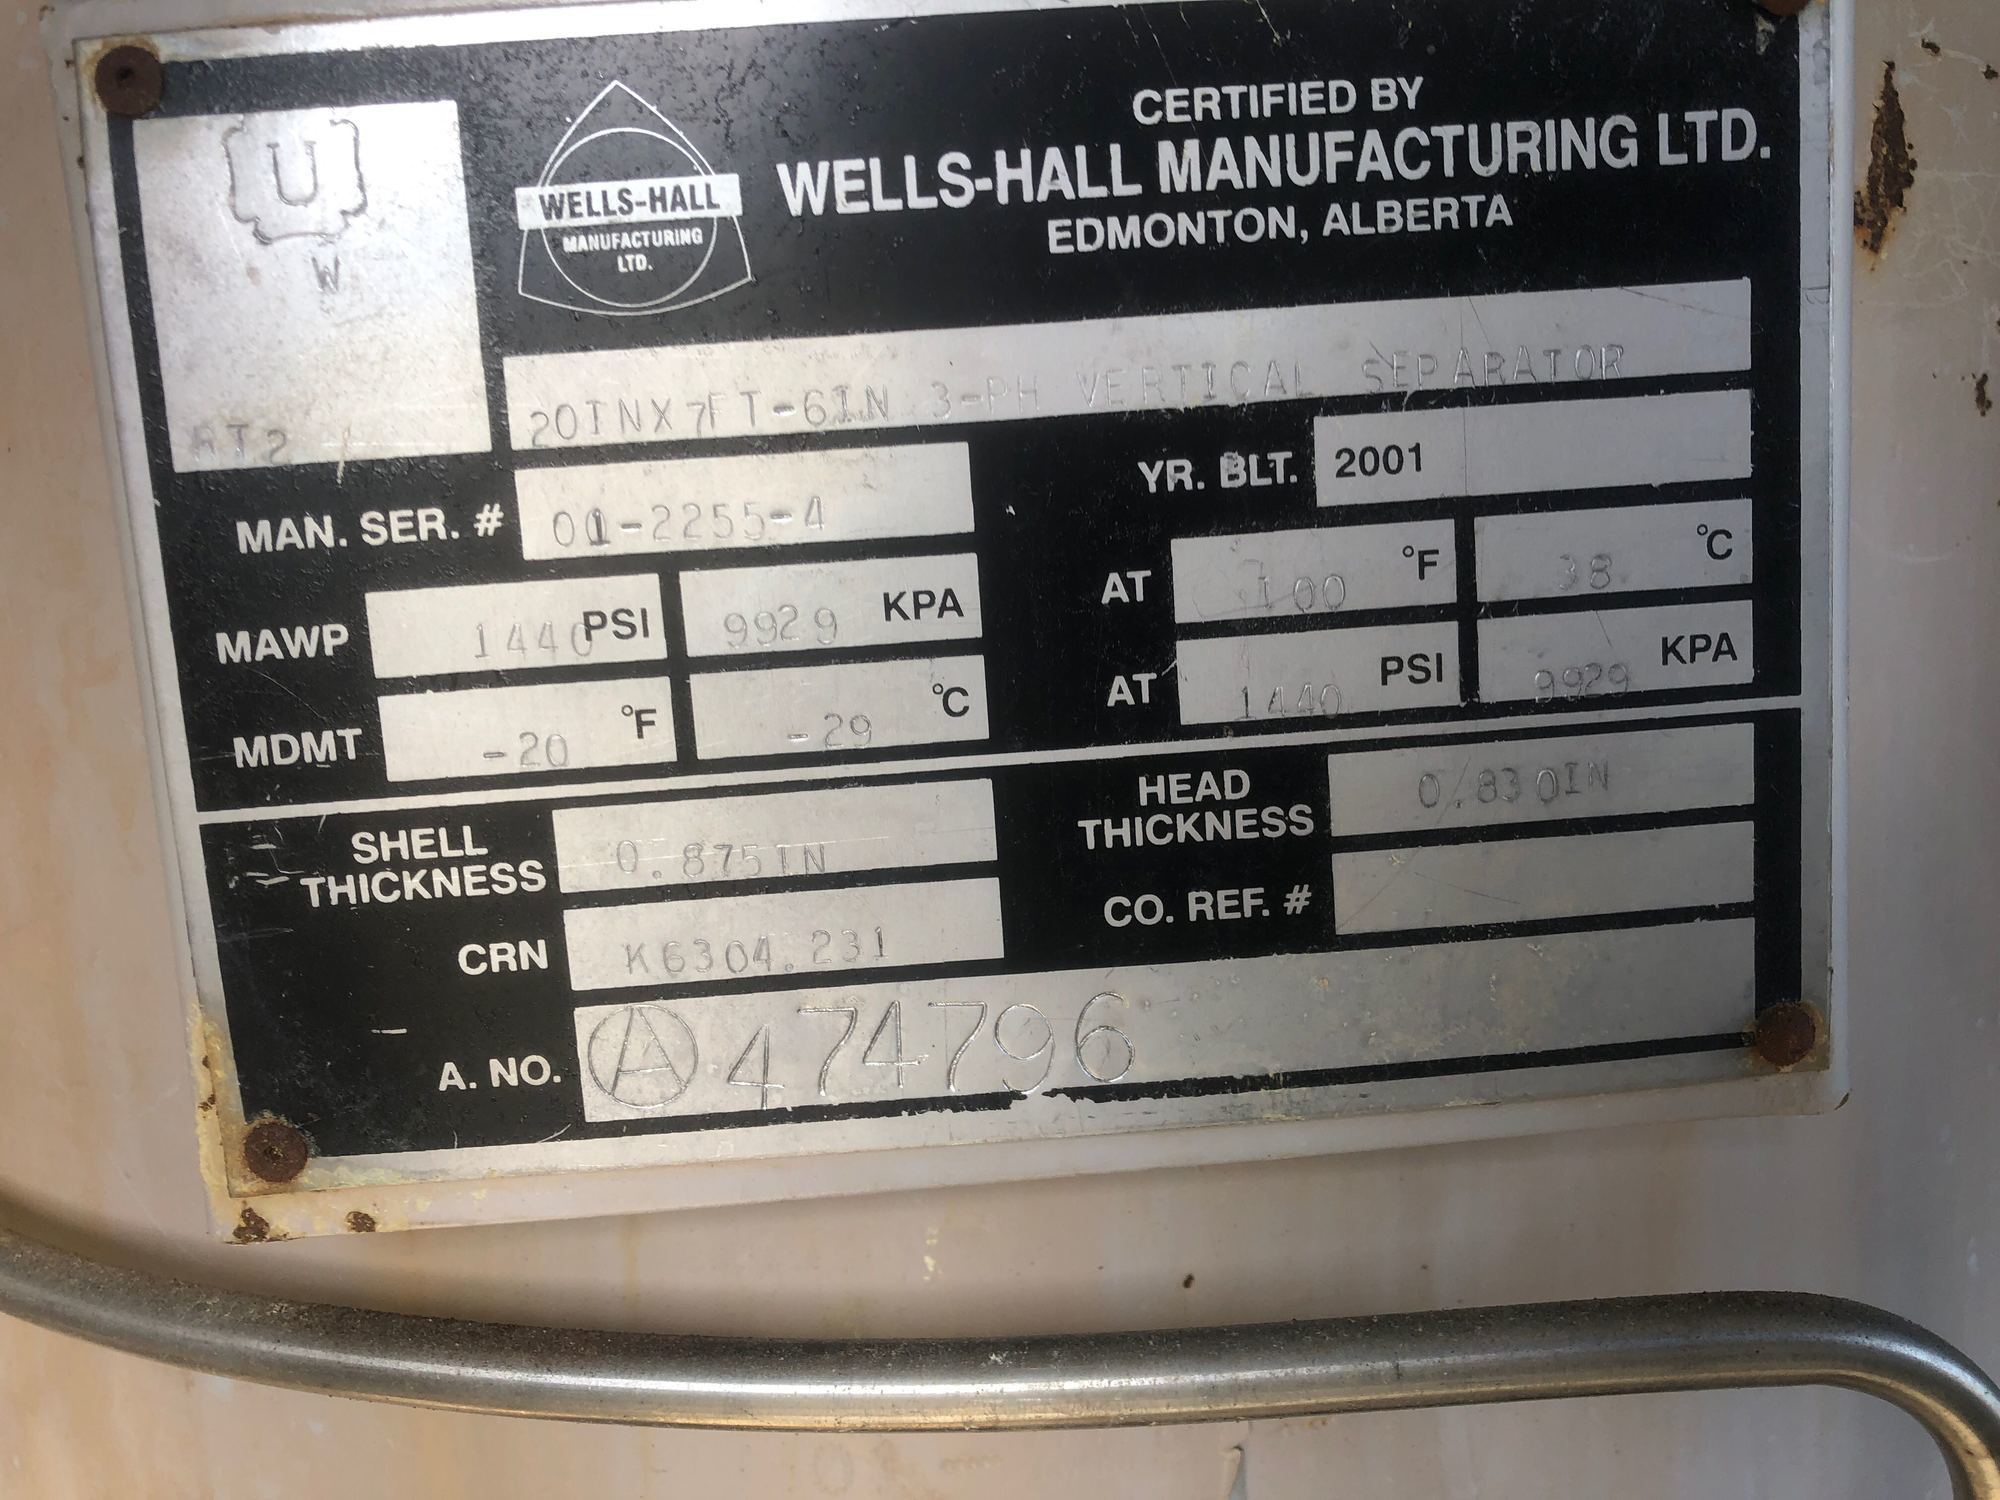 U
W
RT2
WELLS-HALL
MANUFACTURING
LTD.
CERTIFIED BY
WELLS-HALL MANUFACTURING LTD.
EDMONTON, ALBERTA
20INX7FT-6IN 3-PH VERTICAL SEPARATOR
MAN. SER. # 01-2255-4
YR. BLT. 2001
MAWP 1440 PSI 9929 KPA AT 100 °F 38 °C
MDMT -20 °F -29 °C AT 1440 PSI 9929 KPA
SHELL
THICKNESS 0.875IN
HEAD
THICKNESS 0.830IN
CRN K6304.231
CO. REF. #
A. NO. A 474796